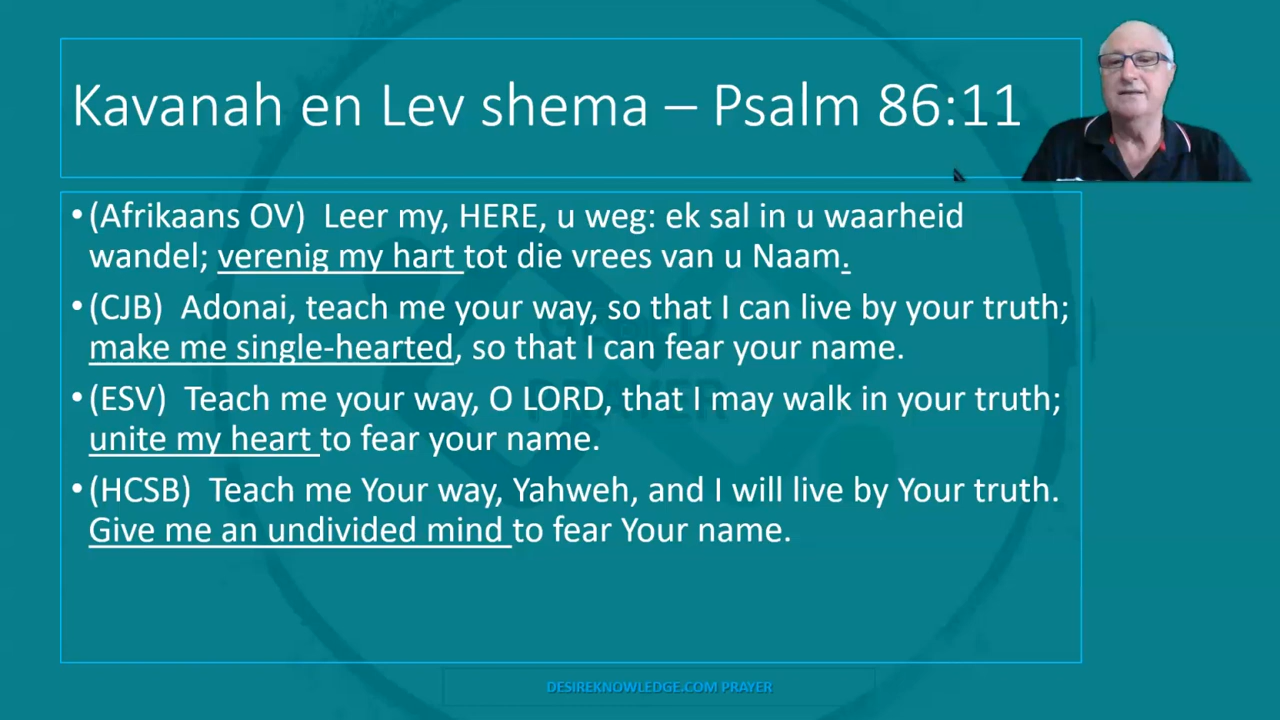 Kavanah en Lev shema – Psalm 86:11
• (Afrikaans OV) Leer my, HERE, u weg: ek sal in u waarheid
wandel; verenig my hart tot die vrees van u Naam.
• (CJB) Adonai, teach me your way, so that I can live by your truth;
make me single-hearted, so that I can fear your name.
• (ESV) Teach me your way, O LORD, that I may walk in your truth;
unite my heart to fear your name.
• (HCSB) Teach me Your way, Yahweh, and I will live by Your truth.
Give me an undivided mind to fear Your name.
DESIREKNOWLEDGE.COM PRAYER